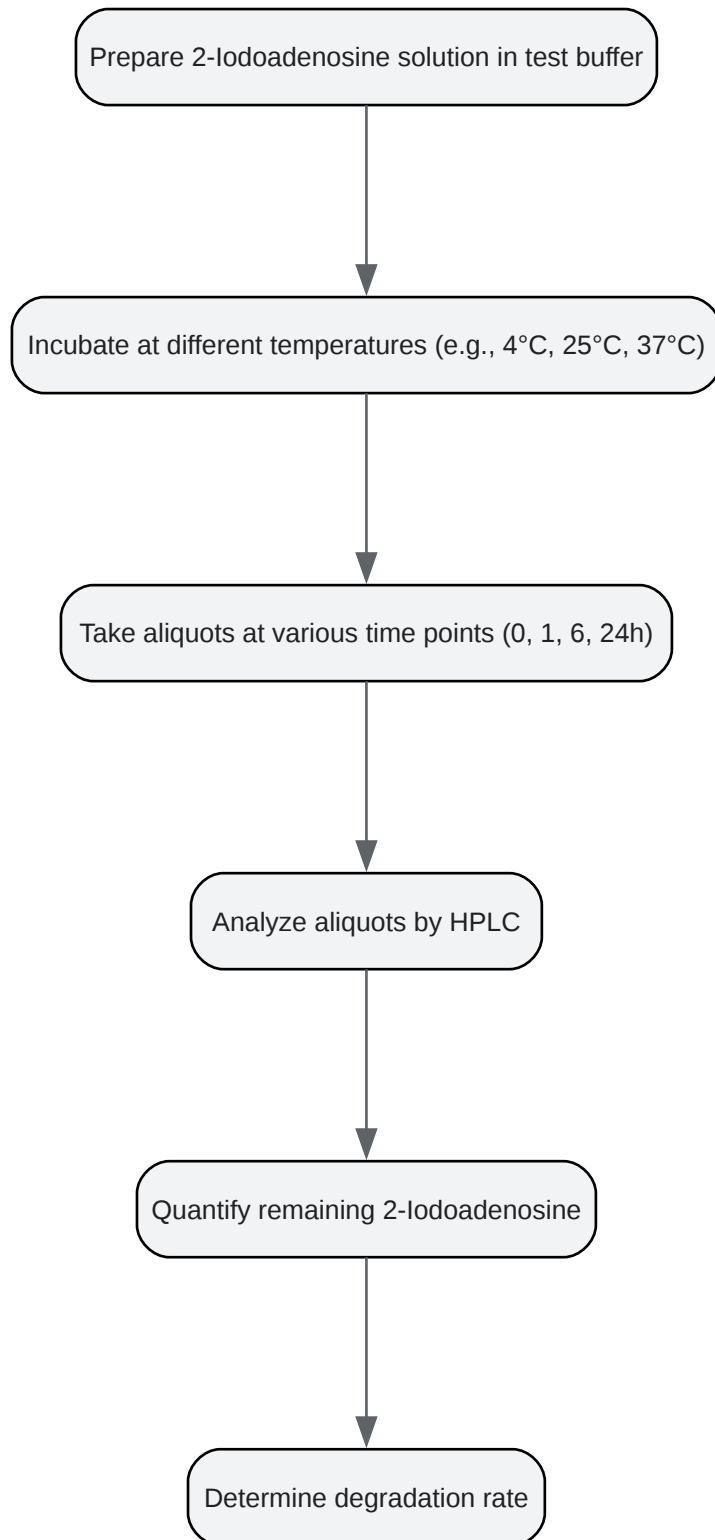 Prepare 2-Iodoadenosine solution in test buffer
Incubate at different temperatures (e.g., 4°C, 25°C, 37°C)
Take aliquots at various time points (0, 1, 6, 24h)
Analyze aliquots by HPLC
Quantify remaining 2-Iodoadenosine
Determine degradation rate